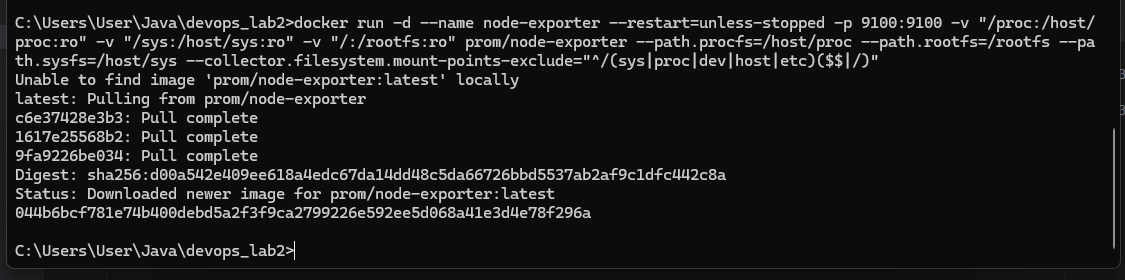 C:\Users\User\Java\devops_lab2>docker run -d --name node-exporter --restart=unless-stopped -p 9100:9100 -v "/proc:/host/
proc:ro" -v "/sys:/host/sys:ro" -v "/:/rootfs:ro" prom/node-exporter --path.procfs=/host/proc --path.rootfs=/rootfs --pa
th.sysfs=/host/sys --collector.filesystem.mount-points-exclude="^/(sys|proc|dev|host|etc)($$|/)"
Unable to find image 'prom/node-exporter:latest' locally
latest: Pulling from prom/node-exporter
c6e37428e3b3: Pull complete
1617e25568b2: Pull complete
9fa9226be034: Pull complete
Digest: sha256:d00a542e409ee618a4edc67da14dd48c5da66726bbd5537ab2af9c1dfc442c8a
Status: Downloaded newer image for prom/node-exporter:latest
044b6bcf781e74b400debd5a2f3f9ca2799226e592ee5d068a41e3d4e78f296a
C:\Users\User\Java\devops_lab2>